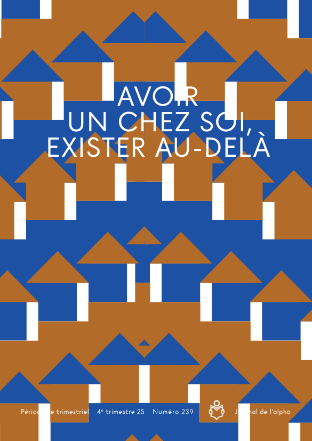 AVOIR
UN CHEZ SOI,
EXISTER AU-DELÀ
Périodique trimestriel 4e trimestre 25 Numéro 239 Journal de l'alpha